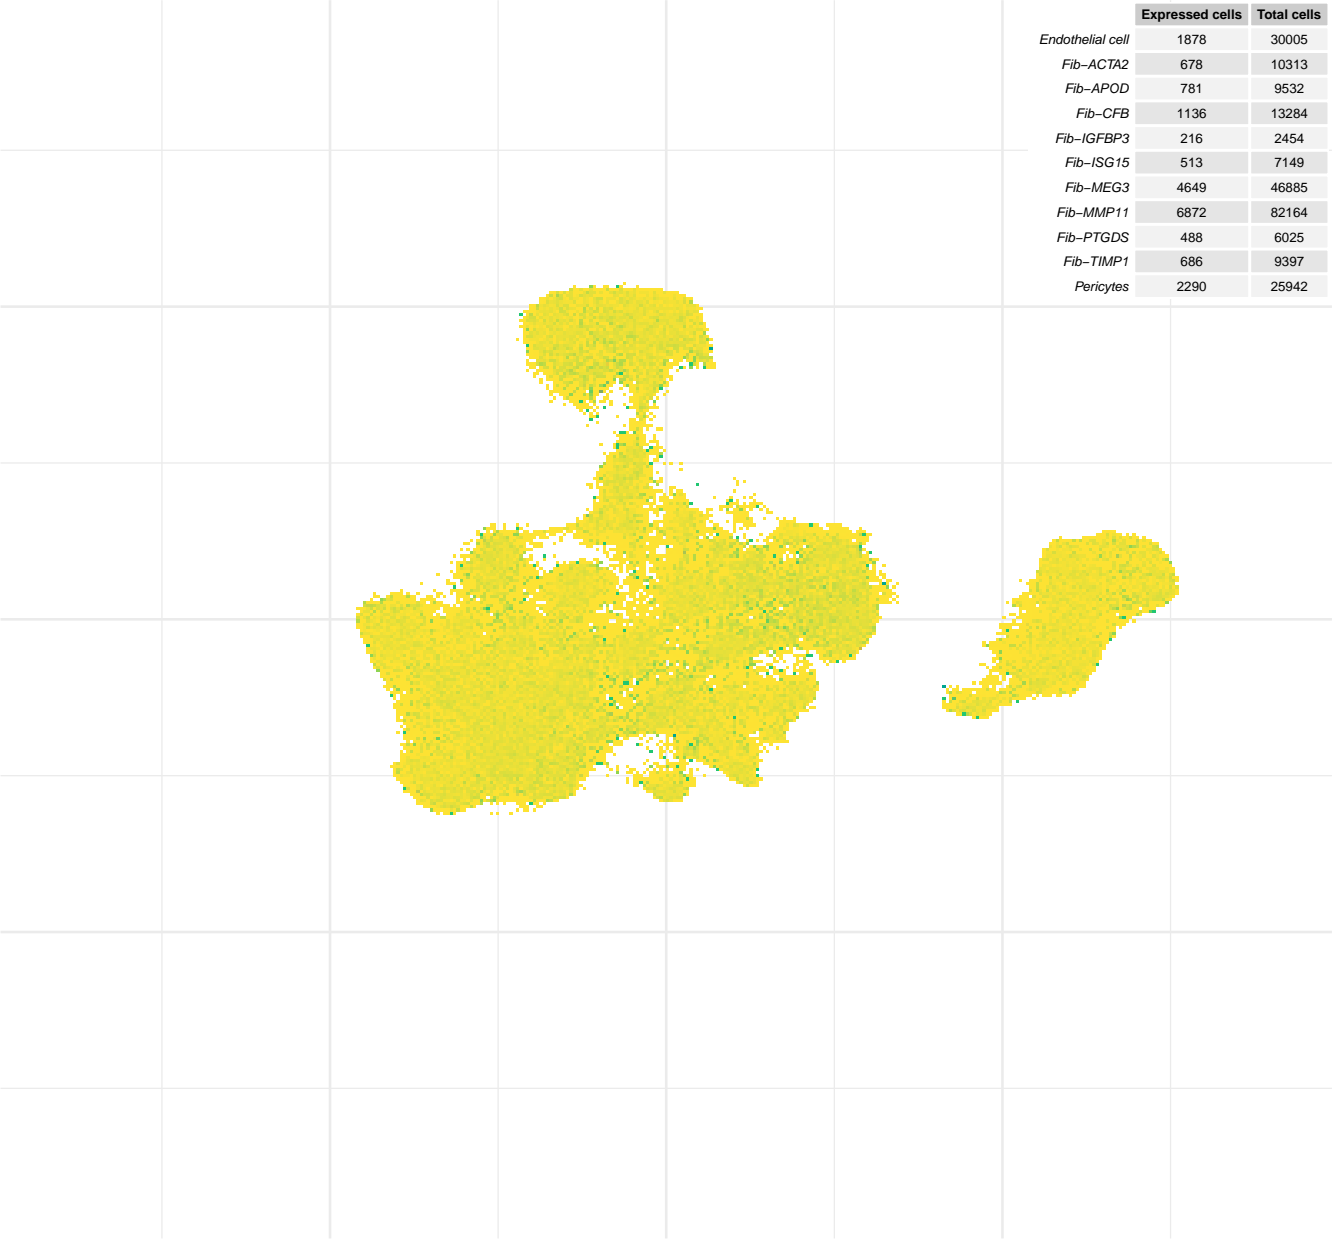 Expressed cells Total cells
Endothelial cell 1878 30005
Fib−ACTA2 678 10313
Fib−APOD 781 9532
Fib−CFB 1136 13284
Fib−IGFBP3 216 2454
Fib−ISG15 513 7149
Fib−MEG3 4649 46885
Fib−MMP11 6872 82164
Fib−PTGDS 488 6025
Fib−TIMP1 686 9397
Pericytes 2290 25942